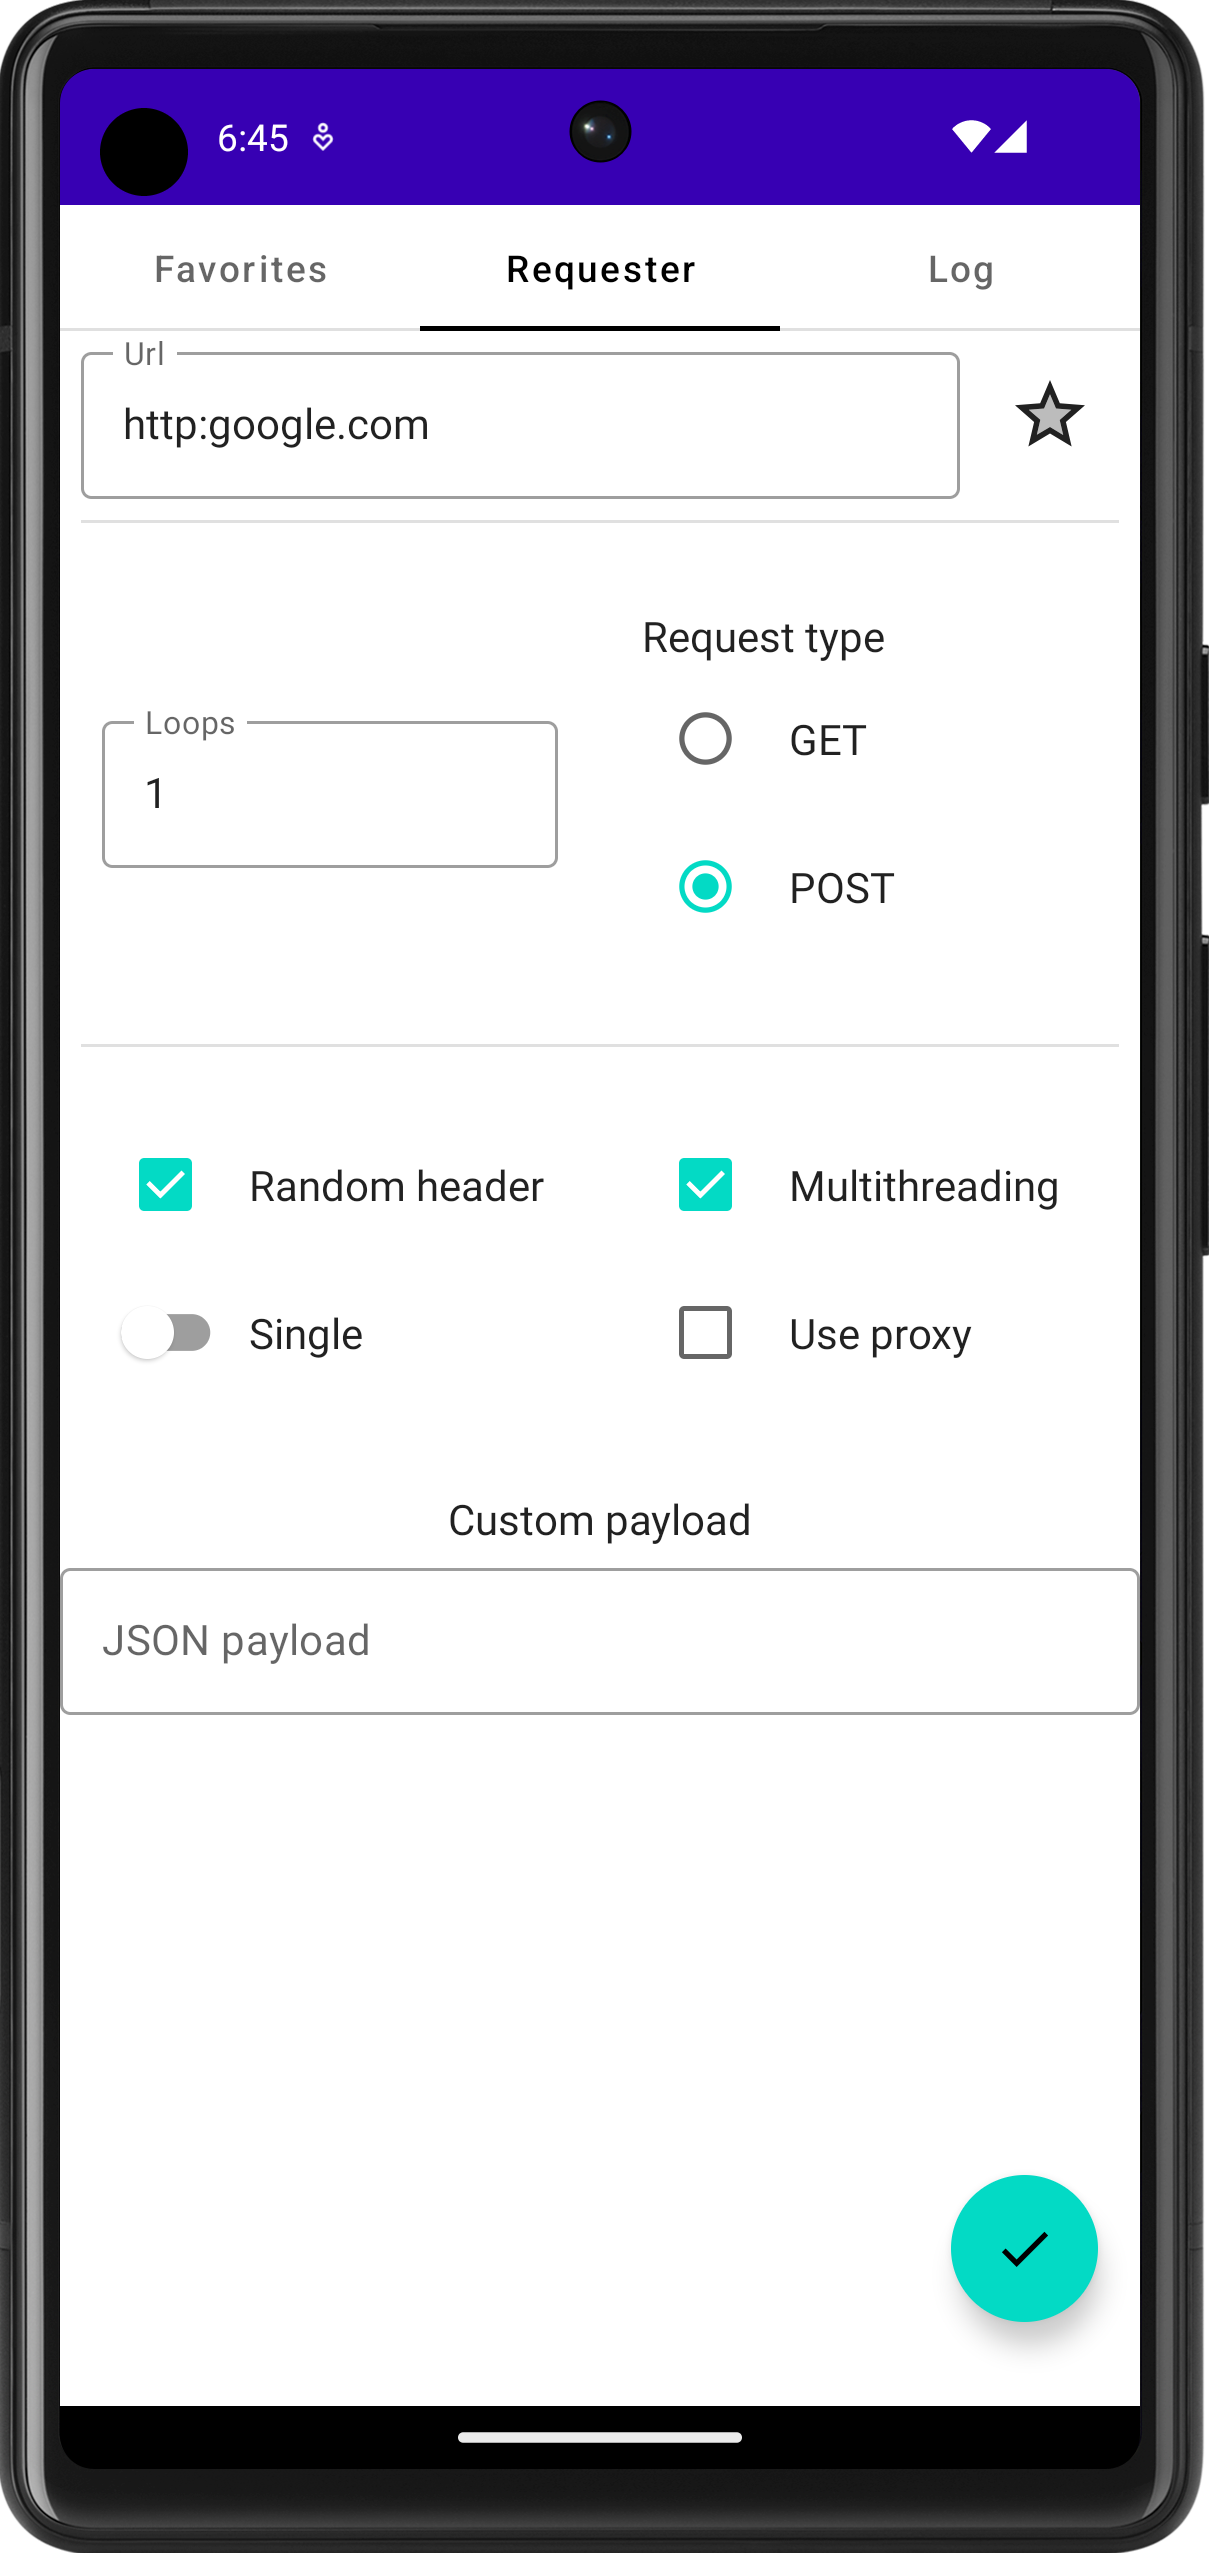 6:45
Favorites Requester Log
Url
http:google.com
Request type
Loops
1
GET
POST
Random header Multithreading
Single Use proxy
Custom payload
JSON payload